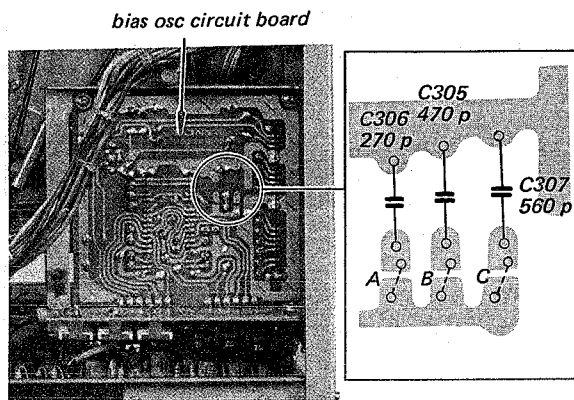 bias osc circuit board
C305
470 p
C306
270 p
C307
560 p
A
B
C